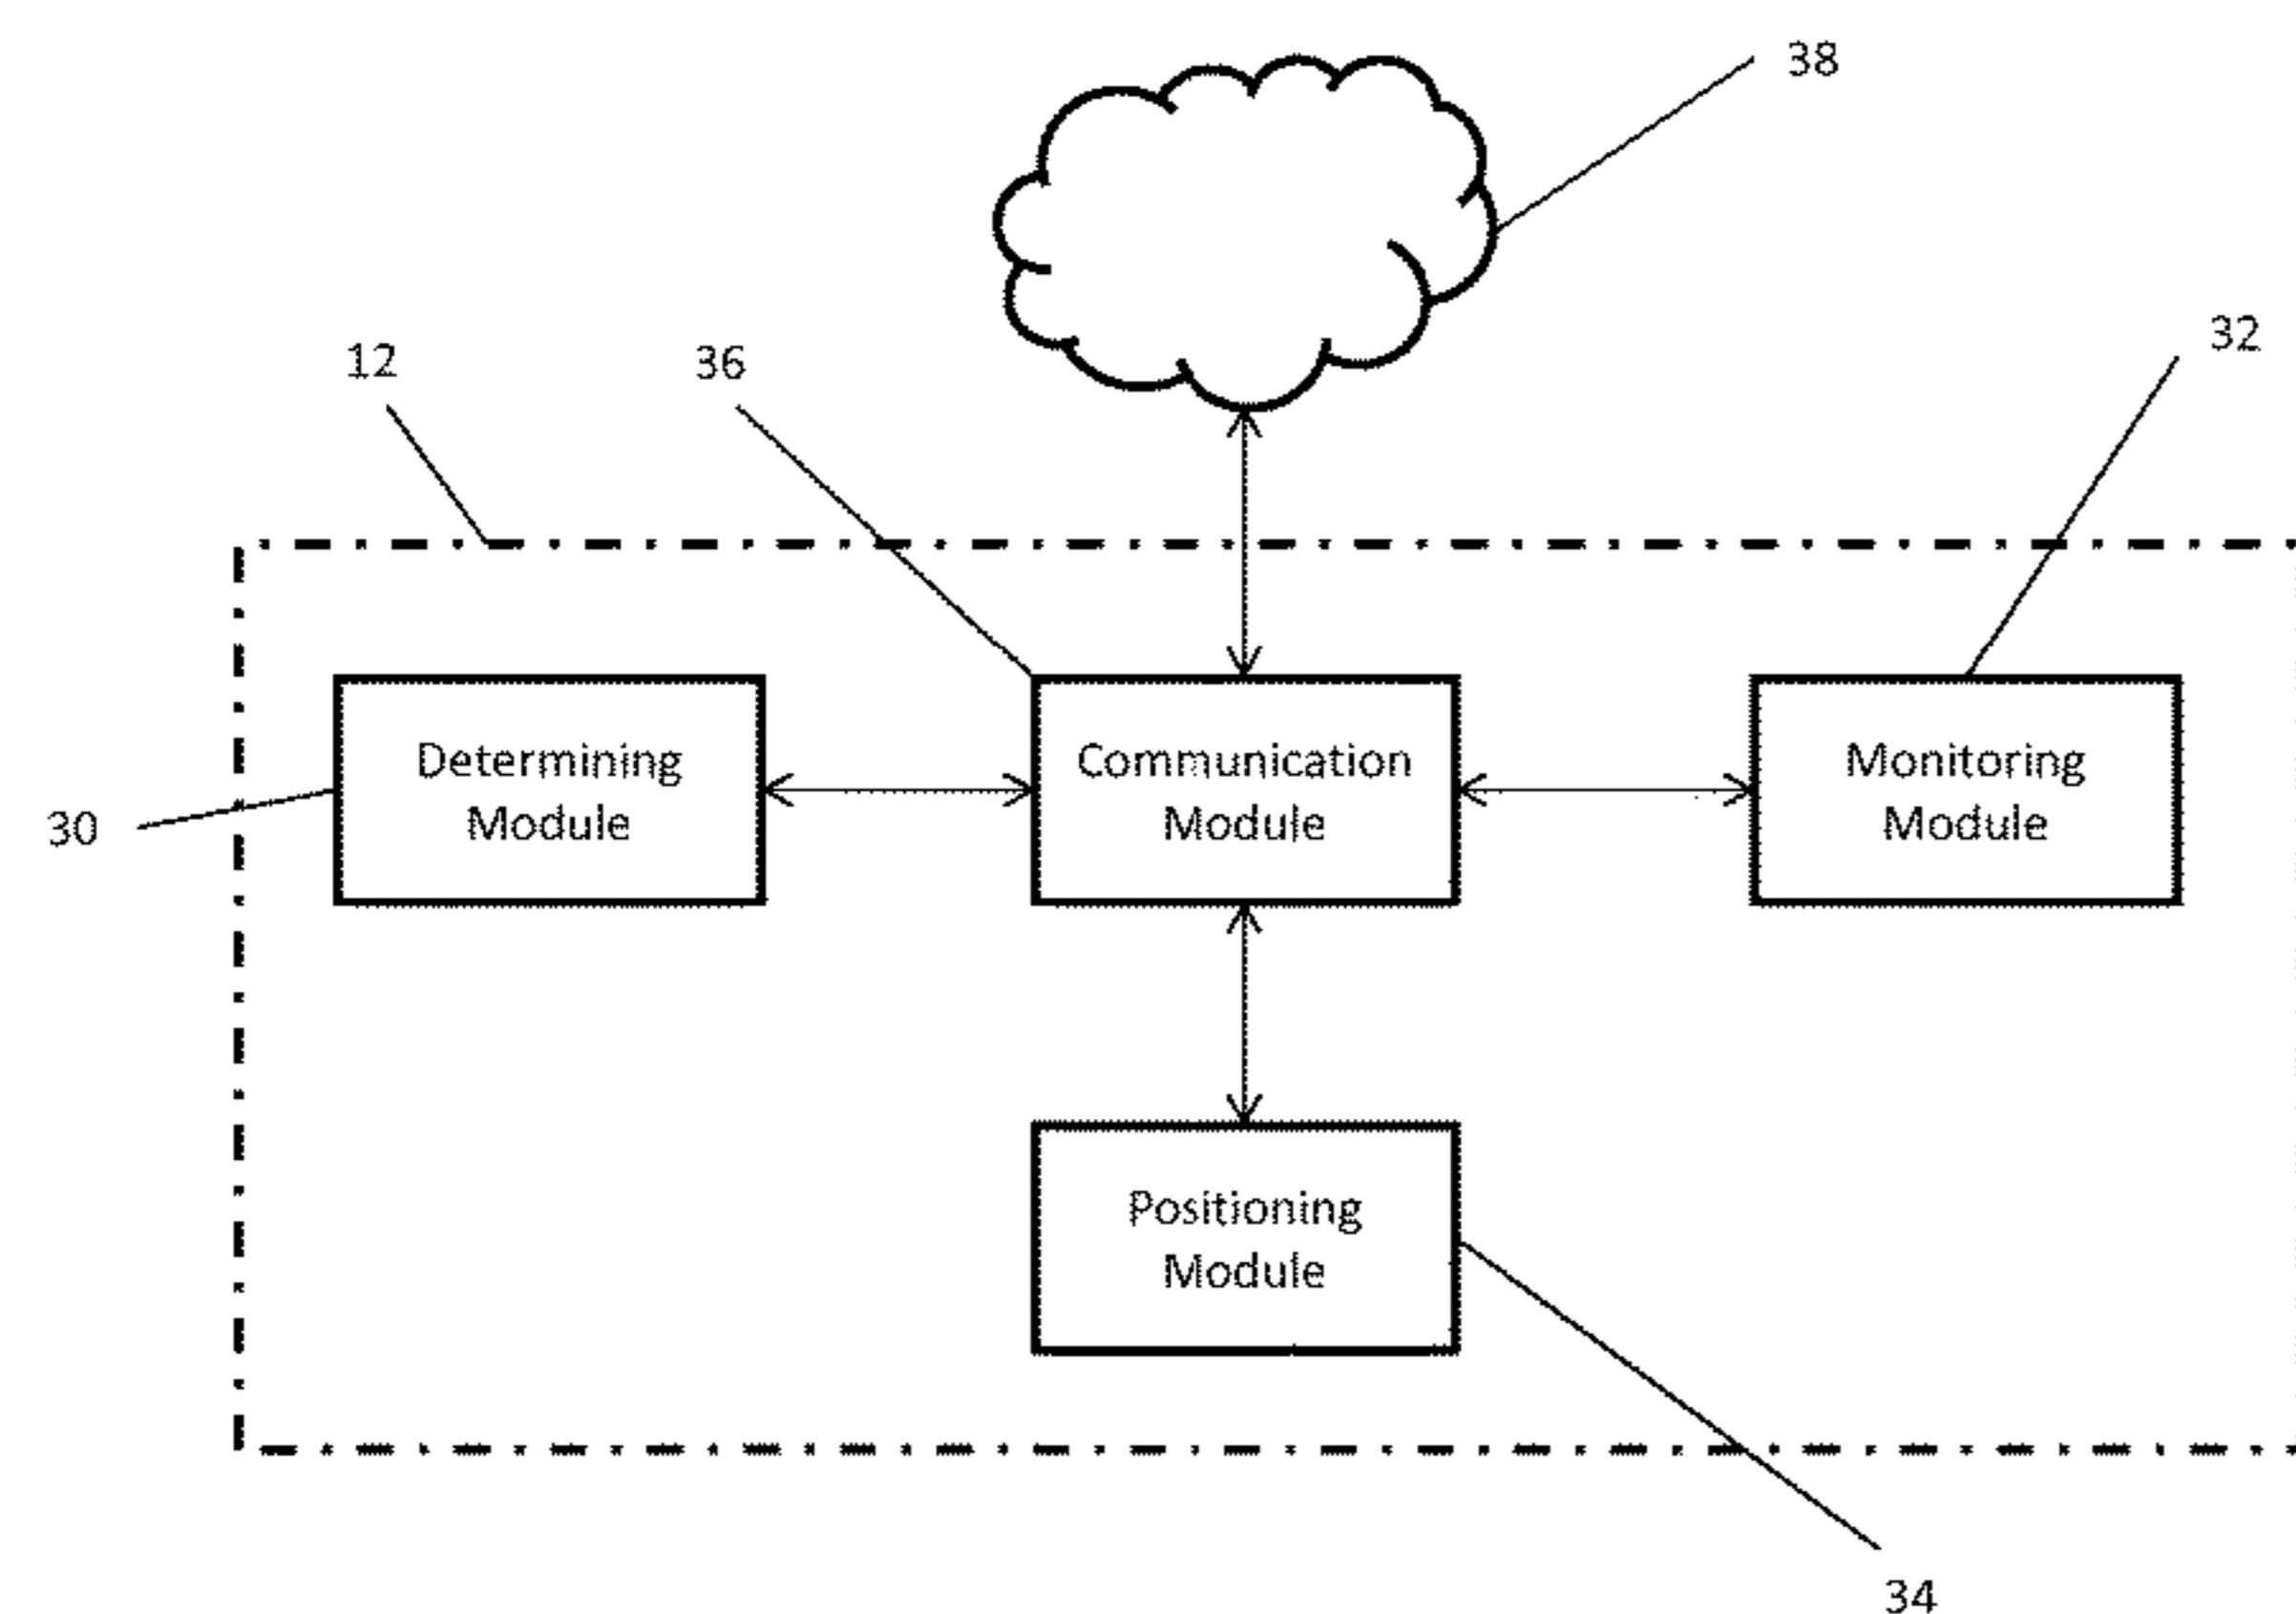 38
32
12
36
Determining
Module
Communication
Module
Monitoring
Module
30
Positioning
Module
34